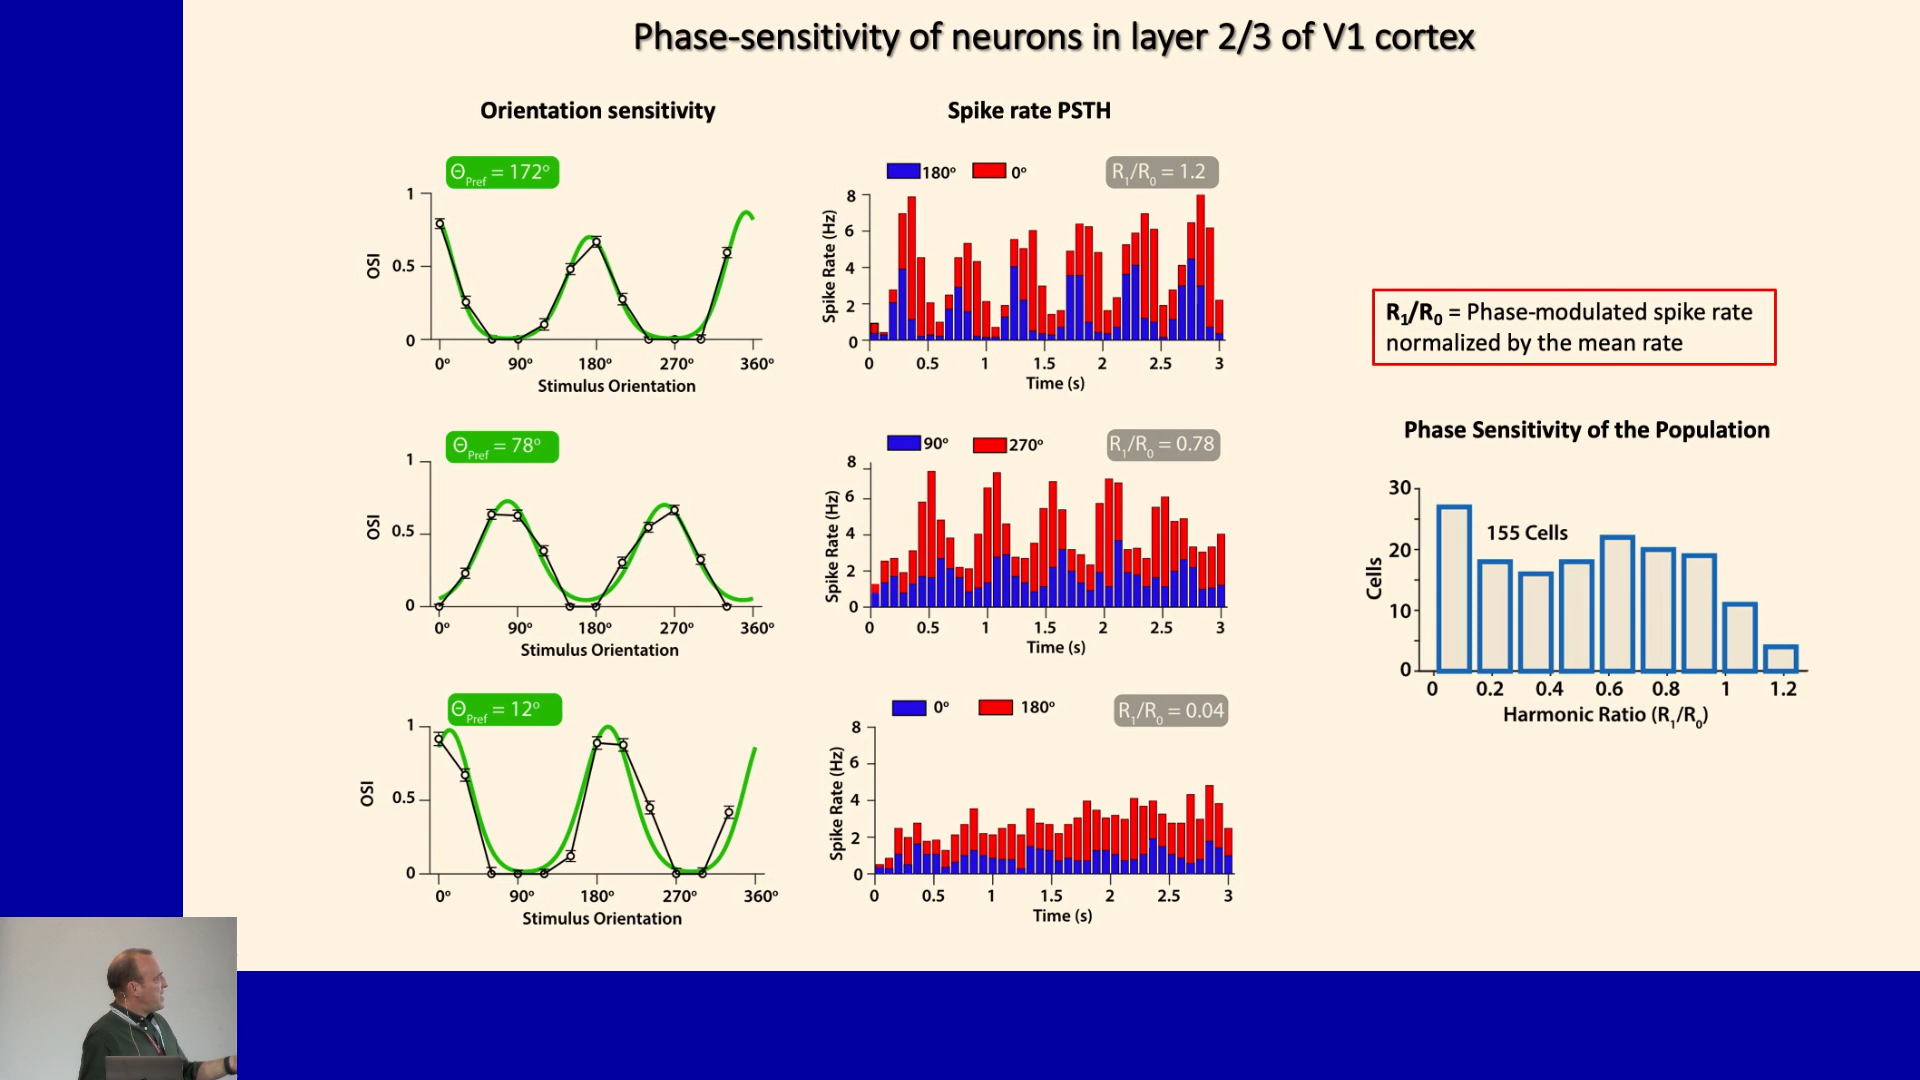 Phase-sensitivity of neurons in layer 2/3 of V1 cortex
Orientation sensitivity
Spike rate PSTH
ΘPref = 172°
1
0.5
0
OSI
0° 90° 180° 270° 360°
Stimulus Orientation
180° 0°
R1/R0 = 1.2
8
6
4
2
0
Spike Rate (Hz)
0 0.5 1 1.5 2 2.5 3
Time (s)
ΘPref = 78°
1
0.5
0
OSI
0° 90° 180° 270° 360°
Stimulus Orientation
90° 270°
R1/R0 = 0.78
8
6
4
2
0
Spike Rate (Hz)
0 0.5 1 1.5 2 2.5 3
Time (s)
ΘPref = 12°
1
0.5
0
OSI
0° 90° 180° 270° 360°
Stimulus Orientation
0° 180°
R1/R0 = 0.04
8
6
4
2
0
Spike Rate (Hz)
0 0.5 1 1.5 2 2.5 3
Time (s)
R1/R0 = Phase-modulated spike rate
normalized by the mean rate
Phase Sensitivity of the Population
30
20
10
0
Cells
155 Cells
0 0.2 0.4 0.6 0.8 1 1.2
Harmonic Ratio (R1/R0)